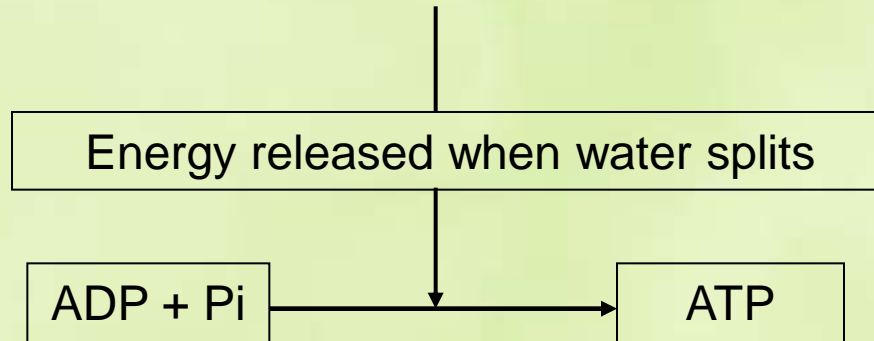 Energy released when water splits
ADP + Pi
ATP